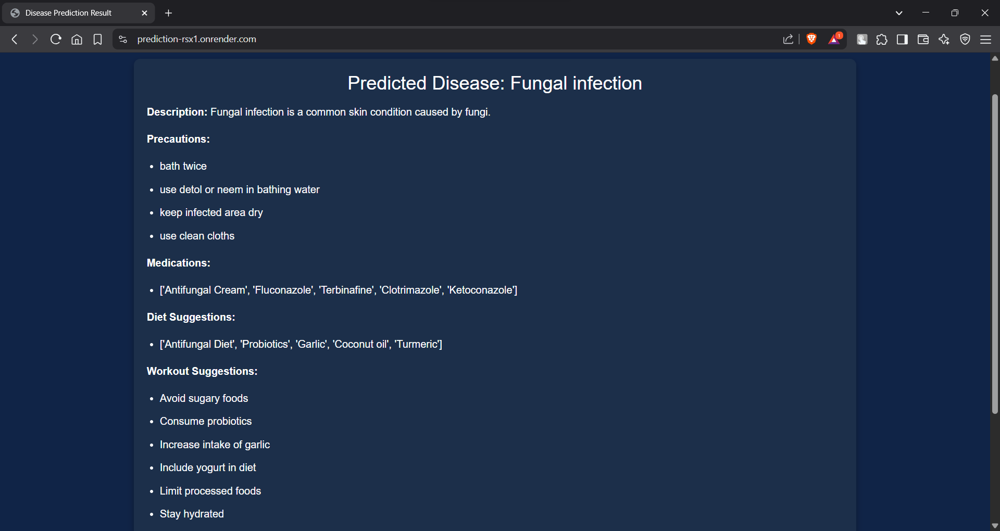 Disease Prediction Result
prediction-rsx1.onrender.com
1
Predicted Disease: Fungal infection
Description: Fungal infection is a common skin condition caused by fungi.
Precautions:
• bath twice
• use detol or neem in bathing water
• keep infected area dry
• use clean cloths
Medications:
• ['Antifungal Cream', 'Fluconazole', 'Terbinafine', 'Clotrimazole', 'Ketoconazole']
Diet Suggestions:
• ['Antifungal Diet', 'Probiotics', 'Garlic', 'Coconut oil', 'Turmeric']
Workout Suggestions:
• Avoid sugary foods
• Consume probiotics
• Increase intake of garlic
• Include yogurt in diet
• Limit processed foods
• Stay hydrated